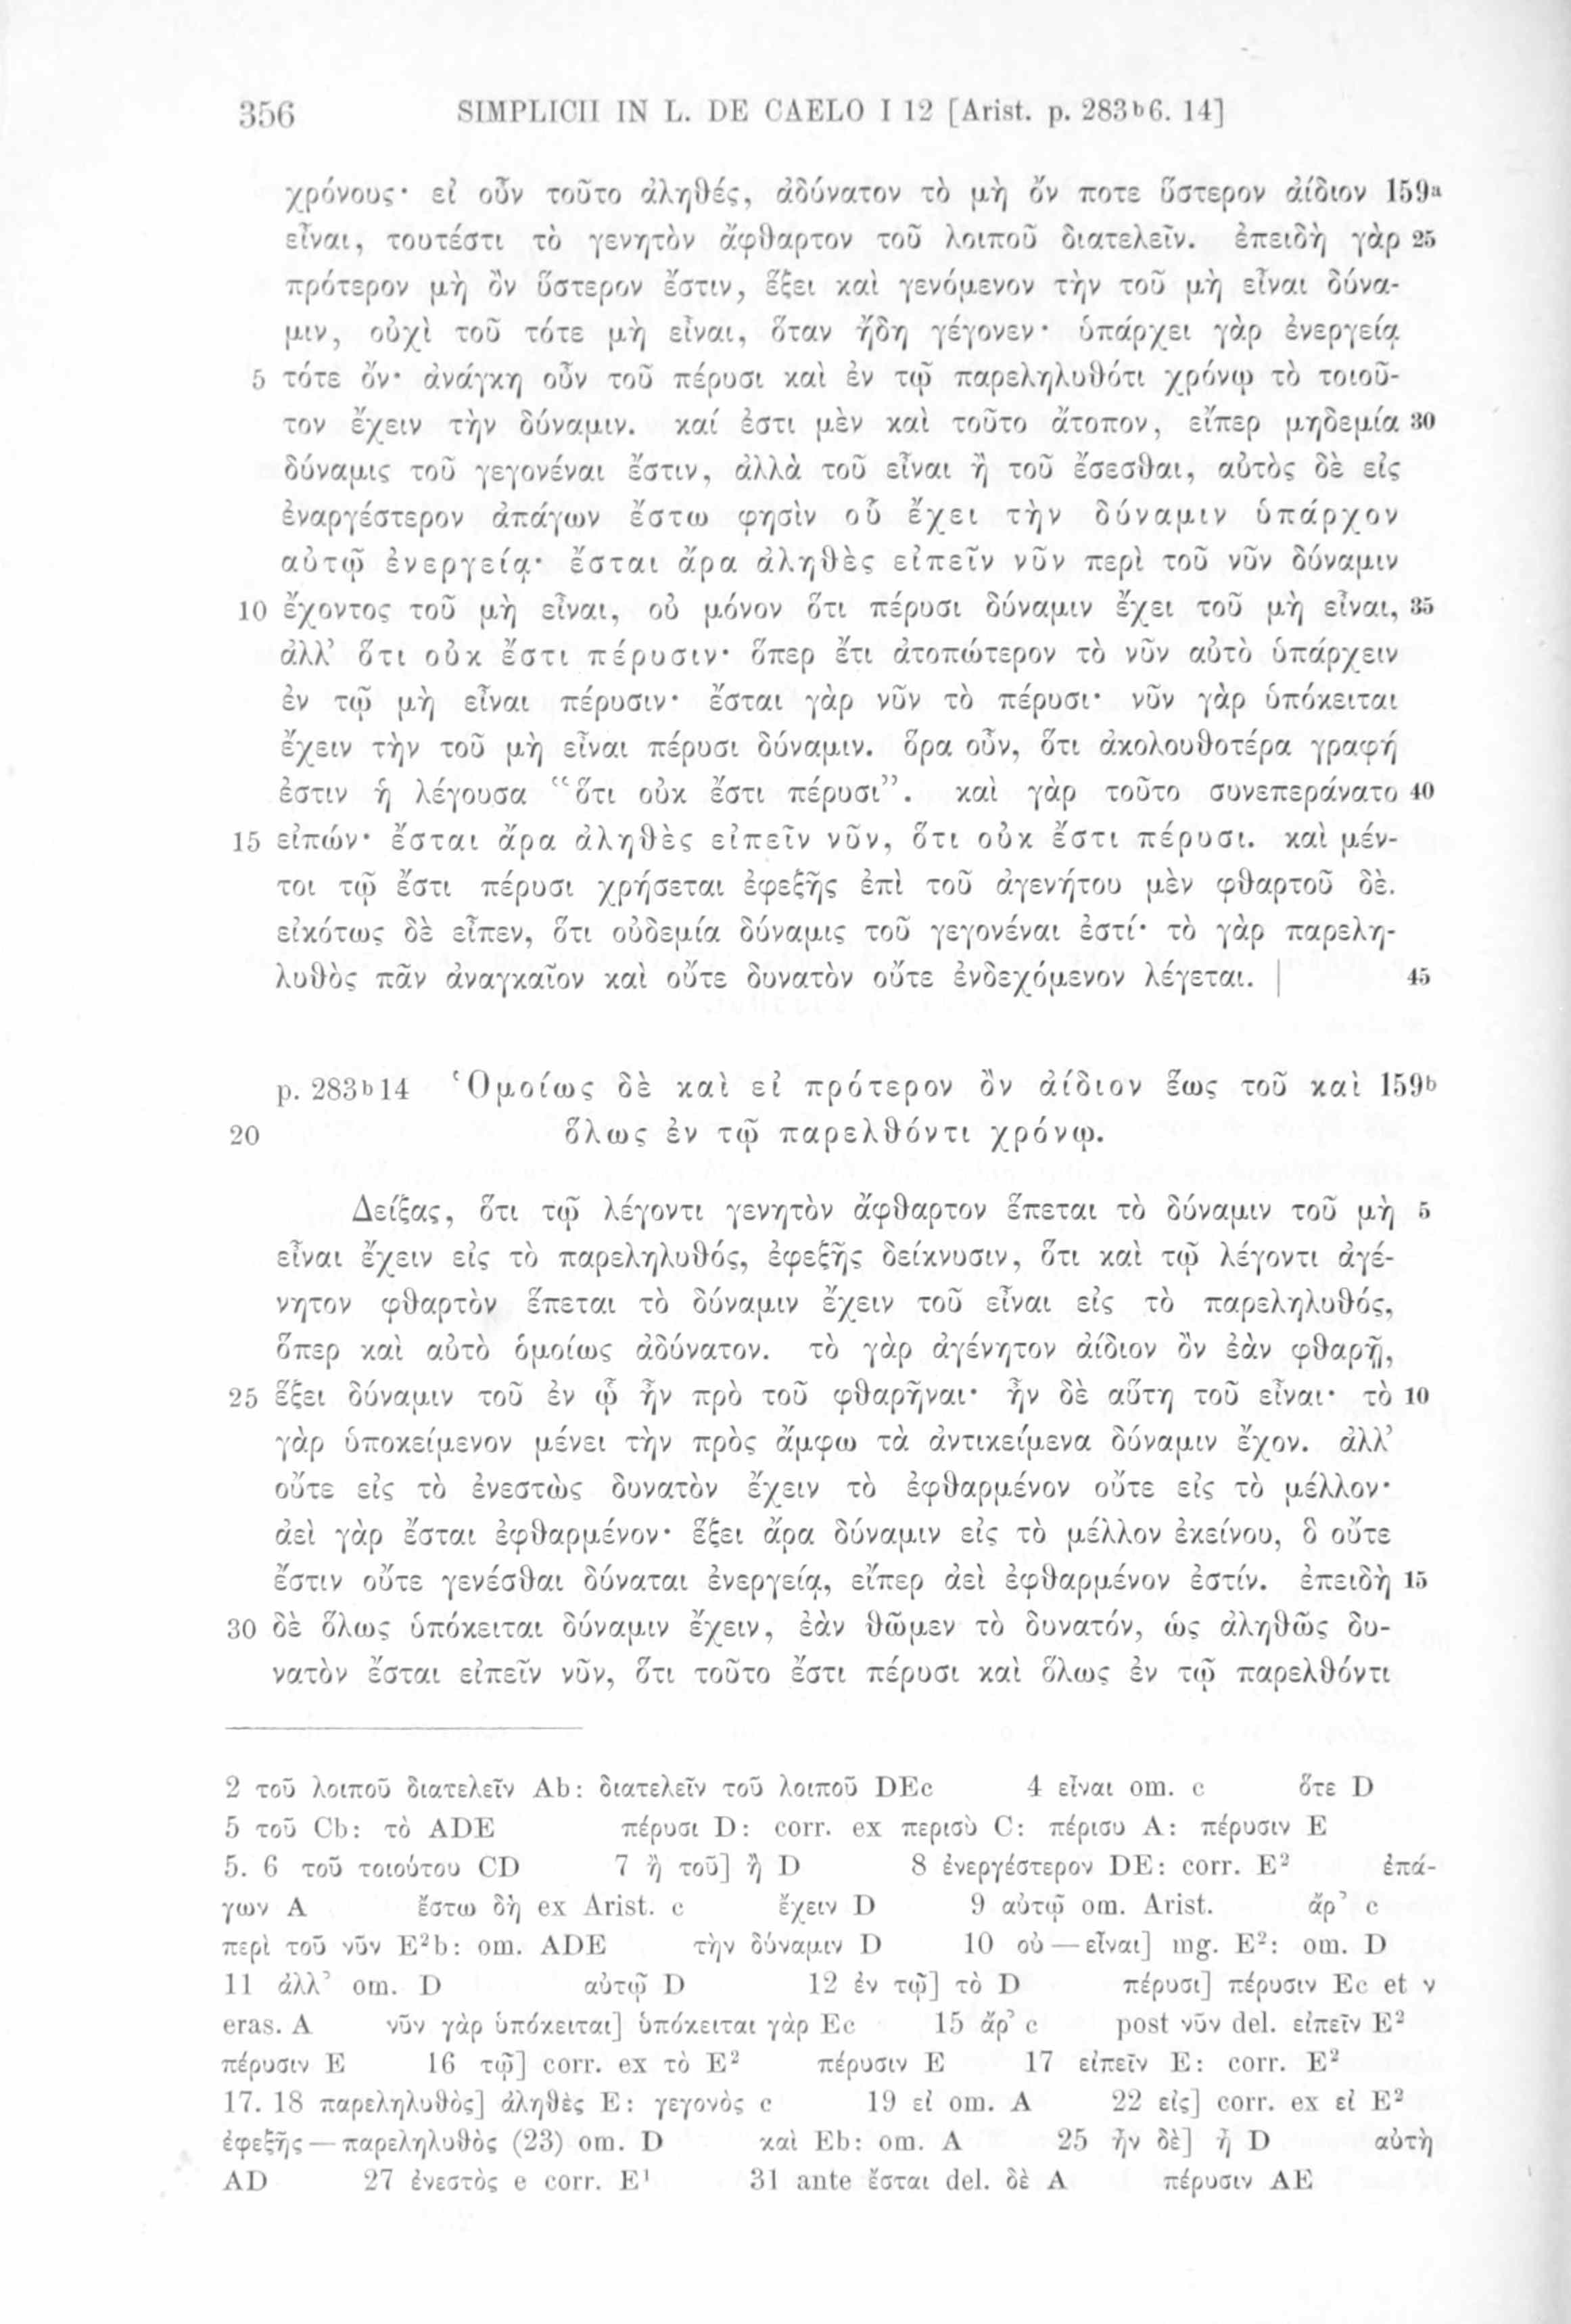 356 SIMPLICII IN L. DE CAELO I 12 [Arist. p. 283ᵇ6. 14]
χρόνους· εἰ οὖν τοῦτο ἀληθές, ἀδύνατον τὸ μὴ ὄν ποτε ὕστερον ἀίδιον 159ᵃ
εἶναι, τουτέστι τὸ γενητὸν ἄφθαρτον τοῦ λοιποῦ διατελεῖν. ἐπειδὴ γὰρ 25
πρότερον μὴ ὂν ὕστερον ἔστιν, ἕξει καὶ γενόμενον τὴν τοῦ μὴ εἶναι δύνα-
μιν, οὐχὶ τοῦ τότε μὴ εἶναι, ὅταν ἤδη γέγονεν· ὑπάρχει γὰρ ἐνεργείᾳ
5 τότε ὄν· ἀνάγκη οὖν τοῦ πέρυσι καὶ ἐν τῷ παρεληλυθότι χρόνῳ τὸ τοιοῦ-
τον ἔχειν τὴν δύναμιν. καί ἐστι μὲν καὶ τοῦτο ἄτοπον, εἴπερ μηδεμία 30
δύναμις τοῦ γεγονέναι ἔστιν, ἀλλὰ τοῦ εἶναι ἢ τοῦ ἔσεσθαι, αὐτὸς δὲ εἰς
ἐναργέστερον ἀπάγων ἔστω φησὶν οὗ ἔχει τὴν δύναμιν ὑπάρχον
αὐτῷ ἐνεργείᾳ· ἔσται ἄρα ἀληθὲς εἰπεῖν νῦν περὶ τοῦ νῦν δύναμιν
10 ἔχοντος τοῦ μὴ εἶναι, οὐ μόνον ὅτι πέρυσι δύναμιν ἔχει τοῦ μὴ εἶναι, 35
ἀλλ’ ὅτι οὐκ ἔστι πέρυσιν· ὅπερ ἔτι ἀτοπώτερον τὸ νῦν αὐτὸ ὑπάρχειν
ἐν τῷ μὴ εἶναι πέρυσιν· ἔσται γὰρ νῦν τὸ πέρυσι· νῦν γὰρ ὑπόκειται
ἔχειν τὴν τοῦ μὴ εἶναι πέρυσι δύναμιν. ὅρα οὖν, ὅτι ἀκολουθοτέρα γραφή
ἐστιν ἡ λέγουσα “ὅτι οὐκ ἔστι πέρυσι”. καὶ γὰρ τοῦτο συνεπεράνατο 40
15 εἰπών· ἔσται ἄρα ἀληθὲς εἰπεῖν νῦν, ὅτι οὐκ ἔστι πέρυσι. καὶ μέν-
τοι τῷ ἔστι πέρυσι χρήσεται ἐφεξῆς ἐπὶ τοῦ ἀγενήτου μὲν φθαρτοῦ δέ.
εἰκότως δὲ εἶπεν, ὅτι οὐδεμία δύναμις τοῦ γεγονέναι ἐστί· τὸ γὰρ παρελη-
λυθὸς πᾶν ἀναγκαῖον καὶ οὔτε δυνατὸν οὔτε ἐνδεχόμενον λέγεται. | 45
p. 283ᵇ14 Ὁμοίως δὲ καὶ εἰ πρότερον ὂν ἀίδιον ἕως τοῦ καὶ 159ᵇ
20 ὅλως ἐν τῷ παρελθόντι χρόνῳ.
Δείξας, ὅτι τῷ λέγοντι γενητὸν ἄφθαρτον ἕπεται τὸ δύναμιν τοῦ μὴ 5
εἶναι ἔχειν εἰς τὸ παρεληλυθός, ἐφεξῆς δείκνυσιν, ὅτι καὶ τῷ λέγοντι ἀγέ-
νητον φθαρτὸν ἕπεται τὸ δύναμιν ἔχειν τοῦ εἶναι εἰς τὸ παρεληλυθός,
ὅπερ καὶ αὐτὸ ὁμοίως ἀδύνατον. τὸ γὰρ ἀγένητον ἀίδιον ὂν ἐὰν φθαρῇ,
25 ἕξει δύναμιν τοῦ ἐν ᾧ ἦν πρὸ τοῦ φθαρῆναι· ἦν δὲ αὕτη τοῦ εἶναι· τὸ 10
γὰρ ὑποκείμενον μένει τὴν πρὸς ἄμφω τὰ ἀντικείμενα δύναμιν ἔχον. ἀλλ’
οὔτε εἰς τὸ ἐνεστὼς δυνατὸν ἔχειν τὸ ἐφθαρμένον οὔτε εἰς τὸ μέλλον·
ἀεὶ γὰρ ἔσται ἐφθαρμένον· ἕξει ἄρα δύναμιν εἰς τὸ μέλλον ἐκείνου, ὃ οὔτε
ἔστιν οὔτε γενέσθαι δύναται ἐνεργείᾳ, εἴπερ ἀεὶ ἐφθαρμένον ἐστίν. ἐπειδὴ 15
30 δὲ ὅλως ὑπόκειται δύναμιν ἔχειν, ἐὰν θῶμεν τὸ δυνατόν, ὡς ἀληθῶς δυ-
νατὸν ἔσται εἰπεῖν νῦν, ὅτι τοῦτο ἔστι πέρυσι καὶ ὅλως ἐν τῷ παρελθόντι
2 τοῦ λοιποῦ διατελεῖν Ab: διατελεῖν τοῦ λοιποῦ DEc 4 εἶναι om. c ὅτε D
5 τοῦ Cb: τὸ ADE πέρυσι D: corr. ex περισὺ C: πέρισυ A: πέρυσιν E
5. 6 τοῦ τοιούτου CD 7 ἢ τοῦ] ἢ D 8 ἐνεργέστερον DE: corr. E² ἐπά-
γων A ἔστω δὴ ex Arist. c ἔχειν D 9 αὐτῷ om. Arist. ἄρ’ c
περὶ τοῦ νῦν E²b: om. ADE τὴν δύναμιν D 10 οὐ — εἶναι] mg. E²: om. D
11 ἀλλ’ om. D αὐτῷ D 12 ἐν τῷ] τὸ D πέρυσι] πέρυσιν Ec et ν
eras. A νῦν γὰρ ὑπόκειται] ὑπόκειται γὰρ Ec 15 ἄρ’ c post νῦν del. εἰπεῖν E²
πέρυσιν E 16 τῷ] corr. ex τὸ E² πέρυσιν E 17 εἰπεῖν E: corr. E²
17. 18 παρεληλυθὸς] ἀληθὲς E: γεγονὸς c 19 εἰ om. A 22 εἰς] corr. ex εἰ E²
ἐφεξῆς — παρεληλυθὸς (23) om. D καὶ Eb: om. A 25 ἦν δὲ] ἦ D αὐτὴ
AD 27 ἐνεστὸς e corr. E¹ 31 ante ἔσται del. δὲ A πέρυσιν AE